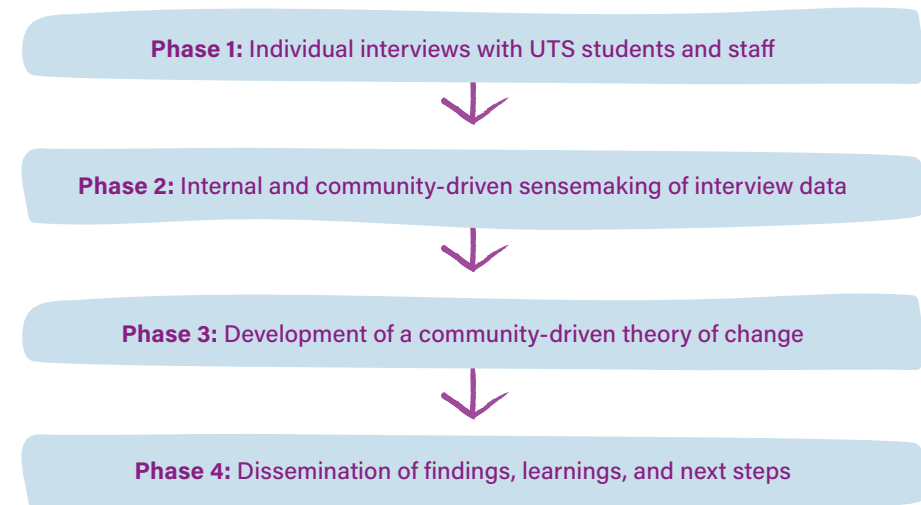 Phase 1: Individual interviews with UTS students and staff
Phase 2: Internal and community-driven sensemaking of interview data
Phase 3: Development of a community-driven theory of change
Phase 4: Dissemination of findings, learnings, and next steps